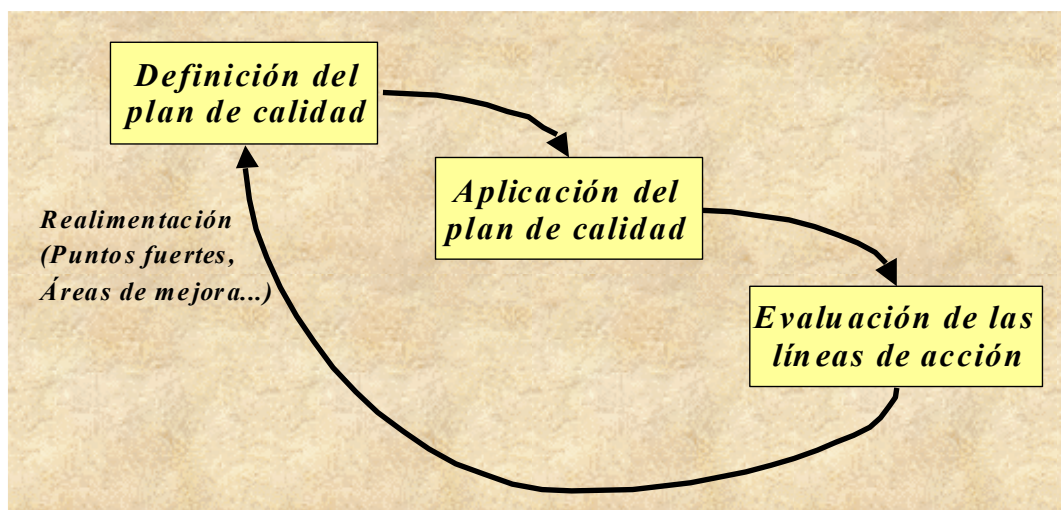 Definición del
plan de calidad
Aplicación del
plan de calidad
Realimentación
(Puntos fuertes,
Áreas de mejora...)
Evaluación de las
líneas de acción